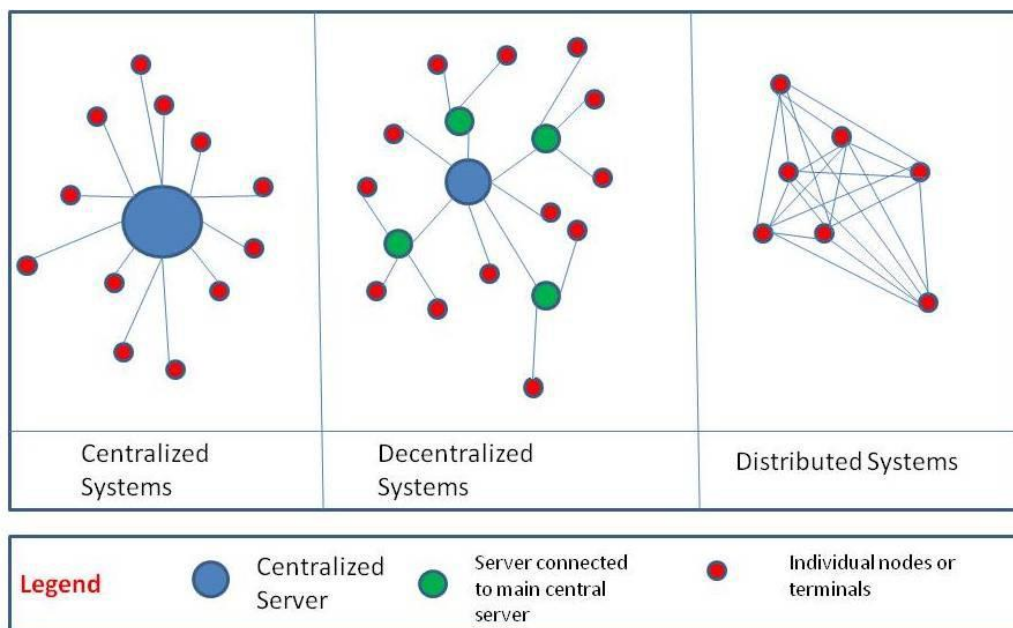 Centralized
Systems
Decentralized
Systems
Distributed Systems
Legend
Centralized
Server
Server connected
to main central
server
Individual nodes or
terminals